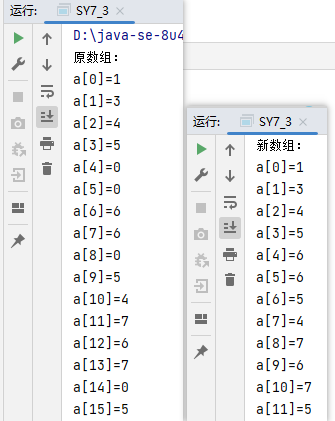 运行: SY7_3 ×
D:\java-se-8u4
原数组:
a[0]=1
a[1]=3
a[2]=4
a[3]=5
a[4]=0
a[5]=0
a[6]=6
a[7]=6
a[8]=0
a[9]=5
a[10]=4
a[11]=7
a[12]=6
a[13]=7
a[14]=0
a[15]=5
运行: SY7_3 ×
新数组:
a[0]=1
a[1]=3
a[2]=4
a[3]=5
a[4]=6
a[5]=6
a[6]=5
a[7]=4
a[8]=7
a[9]=6
a[10]=7
a[11]=5